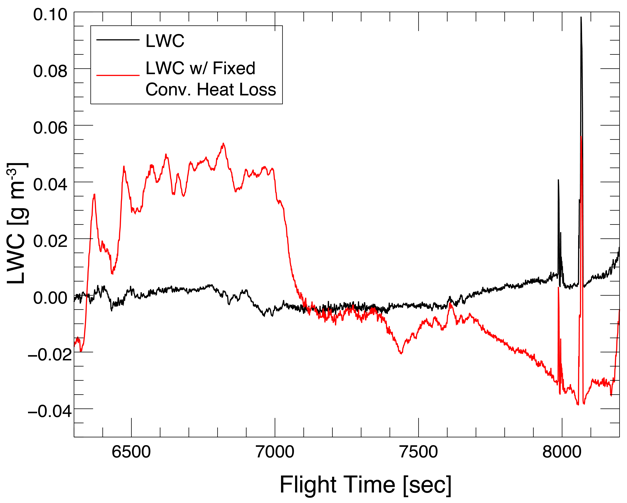 0.10
0.08
0.06
0.04
0.02
0.00
-0.02
-0.04
LWC [g m-3]
LWC
LWC w/ Fixed
Conv. Heat Loss
6500
7000
7500
8000
Flight Time [sec]